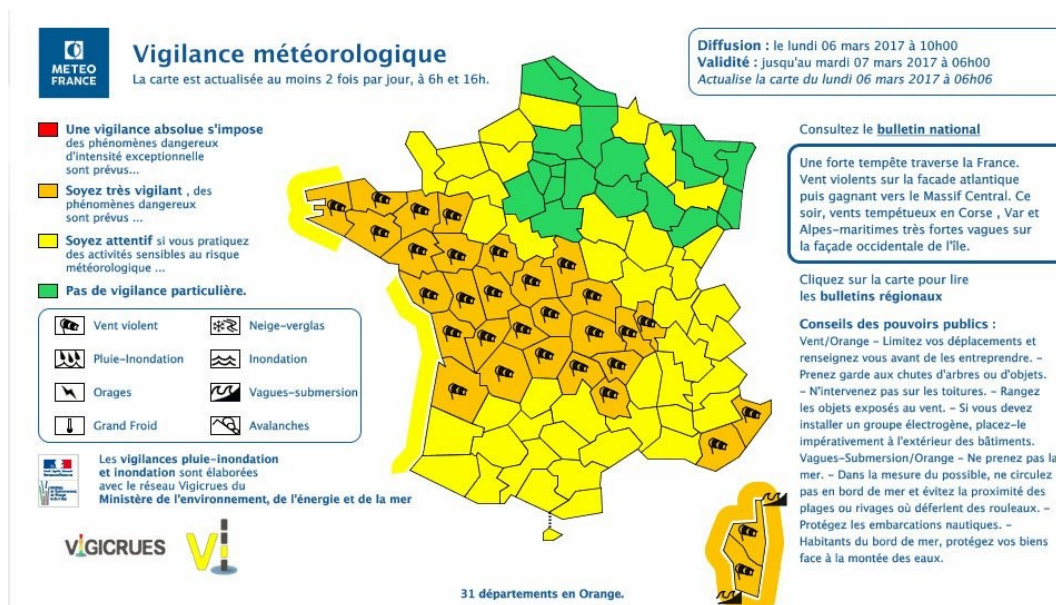 METEO
FRANCE
Vigilance météorologique
La carte est actualisée au moins 2 fois par jour, à 6h et 16h.
Diffusion : le lundi 06 mars 2017 à 10h00
Validité : jusqu'au mardi 07 mars 2017 à 06h00
Actualise la carte du lundi 06 mars 2017 à 06h06
Une vigilance absolue s'impose
des phénomènes dangereux
d'intensité exceptionnelle
sont prévus...
Soyez très vigilant , des
phénomènes dangereux
sont prévus ...
Soyez attentif si vous pratiquez
des activités sensibles au risque
météorologique ...
Pas de vigilance particulière.
Vent violent
Neige-verglas
Pluie-Inondation
Inondation
Orages
Vagues-submersion
Grand Froid
Avalanches
Les vigilances pluie-inondation
et inondation sont élaborées
avec le réseau Vigicrues du
Ministère de l'environnement, de l'énergie et de la mer
VIGICRUES
Vi
31 départements en Orange.
Consultez le bulletin national
Une forte tempête traverse la France.
Vent violents sur la facade atlantique
puis gagnant vers le Massif Central. Ce
soir, vents tempétueux en Corse , Var et
Alpes-maritimes très fortes vagues sur
la façade occidentale de l'île.
Cliquez sur la carte pour lire
les bulletins régionaux
Conseils des pouvoirs publics :
Vent/Orange - Limitez vos déplacements et
renseignez vous avant de les entreprendre. -
Prenez garde aux chutes d'arbres ou d'objets.
- N'intervenez pas sur les toitures. - Rangez
les objets exposés au vent. - Si vous devez
installer un groupe électrogène, placez-le
impérativement à l'extérieur des bâtiments.
Vagues-Submersion/Orange - Ne prenez pas la
mer. - Dans la mesure du possible, ne circulez
pas en bord de mer et évitez la proximité des
plages ou rivages où déferlent des rouleaux. -
Protégez les embarcations nautiques. -
Habitants du bord de mer, protégez vos biens
face à la montée des eaux.